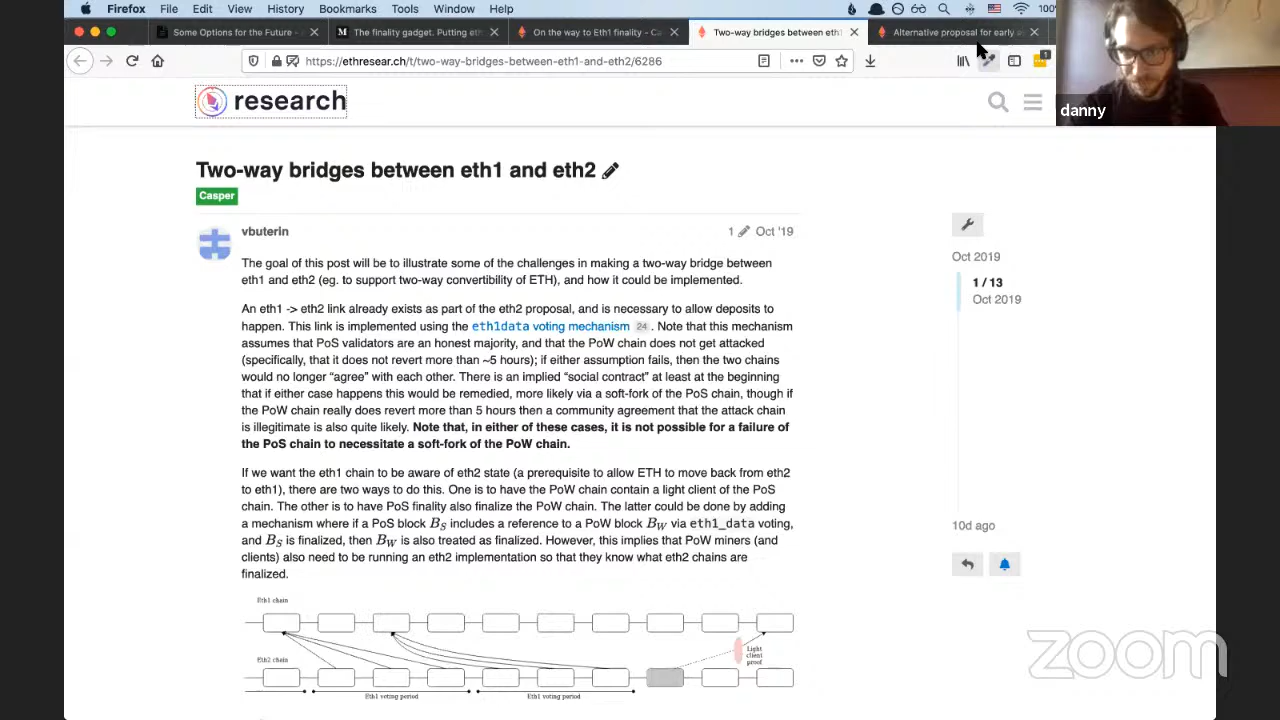 Firefox File Edit View History Bookmarks Tools Window Help 100%
Some Options for the Future - A
The finality gadget. Putting eth
On the way to Eth1 finality - Ca
Two-way bridges between eth1
Alternative proposal for early e
https://ethresear.ch/t/two-way-bridges-between-eth1-and-eth2/6286
1
danny
research
Two-way bridges between eth1 and eth2
Casper
vbuterin 1 Oct '19
The goal of this post will be to illustrate some of the challenges in making a two-way bridge between
eth1 and eth2 (eg. to support two-way convertibility of ETH), and how it could be implemented.
An eth1 -> eth2 link already exists as part of the eth2 proposal, and is necessary to allow deposits to
happen. This link is implemented using the eth1data voting mechanism 24 . Note that this mechanism
assumes that PoS validators are an honest majority, and that the PoW chain does not get attacked
(specifically, that it does not revert more than ~5 hours); if either assumption fails, then the two chains
would no longer “agree” with each other. There is an implied “social contract” at least at the beginning
that if either case happens this would be remedied, more likely via a soft-fork of the PoS chain, though if
the PoW chain really does revert more than 5 hours then a community agreement that the attack chain
is illegitimate is also quite likely. Note that, in either of these cases, it is not possible for a failure of
the PoS chain to necessitate a soft-fork of the PoW chain.
If we want the eth1 chain to be aware of eth2 state (a prerequisite to allow ETH to move back from eth2
to eth1), there are two ways to do this. One is to have the PoW chain contain a light client of the PoS
chain. The other is to have PoS finality also finalize the PoW chain. The latter could be done by adding
a mechanism where if a PoS block B_S includes a reference to a PoW block B_W via eth1_data voting,
and B_S is finalized, then B_W is also treated as finalized. However, this implies that PoW miners (and
clients) also need to be running an eth2 implementation so that they know what eth2 chains are
finalized.
Eth1 chain
Eth2 chain
Light
client
proof
Eth1 voting period
Eth1 voting period
Oct 2019
1 / 13
Oct 2019
10d ago
zoom